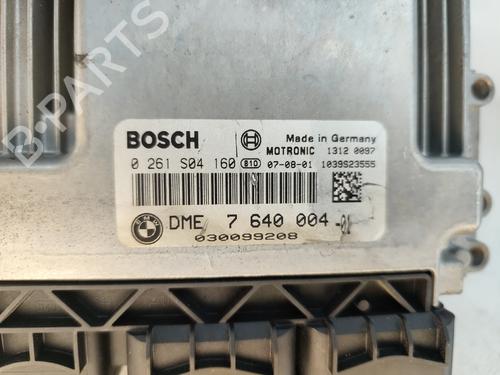 B-PARTS
BOSCH Made in Germany
MOTRONIC 1312 0097
0 261 S04 160 81D 07-08-01 1039S23555
DME 7 640 004 -01
030099208